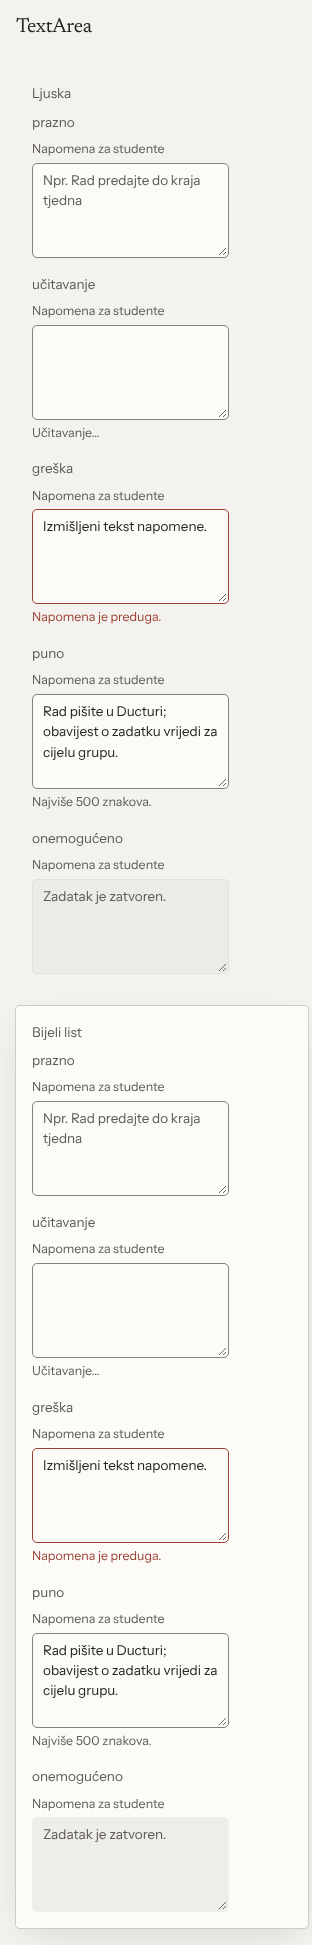 TextArea
Ljuska
prazno
Napomena za studente
Npr. Rad predajte do kraja
tjedna
učitavanje
Napomena za studente
Učitavanje…
greška
Napomena za studente
Izmišljeni tekst napomene.
Napomena je preduga.
puno
Napomena za studente
Rad pišite u Ducturi;
obavijest o zadatku vrijedi za
cijelu grupu.
Najviše 500 znakova.
onemogućeno
Napomena za studente
Zadatak je zatvoren.
Bijeli list
prazno
Napomena za studente
Npr. Rad predajte do kraja
tjedna
učitavanje
Napomena za studente
Učitavanje…
greška
Napomena za studente
Izmišljeni tekst napomene.
Napomena je preduga.
puno
Napomena za studente
Rad pišite u Ducturi;
obavijest o zadatku vrijedi za
cijelu grupu.
Najviše 500 znakova.
onemogućeno
Napomena za studente
Zadatak je zatvoren.